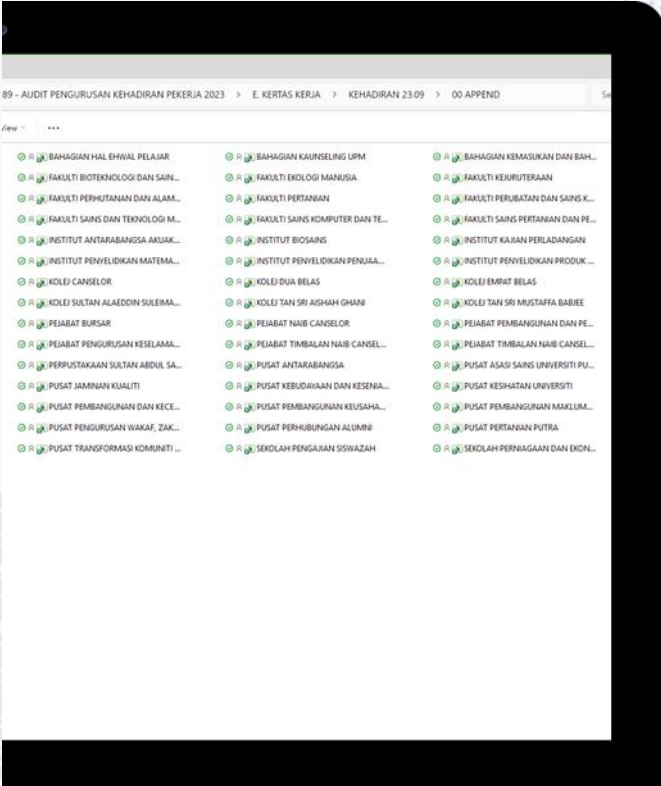 89 - AUDIT PENGURUSAN KEHADIRAN PEKERJA 2023 > E. KERTAS KERJA > KEHADIRAN 23.09 > 00 APPEND Se
View ...
BAHAGIAN HAL EHWAL PELAJAR BAHAGIAN KAUNSELING UPM BAHAGIAN KEMASUKAN DAN BAH...
FAKULTI BIOTEKNOLOGI DAN SAIN... FAKULTI EKOLOGI MANUSIA FAKULTI KEJURUTERAAN
FAKULTI PERHUTANAN DAN ALAM... FAKULTI PERTANIAN FAKULTI PERUBATAN DAN SAINS K...
FAKULTI SAINS DAN TEKNOLOGI M... FAKULTI SAINS KOMPUTER DAN TE... FAKULTI SAINS PERTANIAN DAN PE...
INSTITUT ANTARABANGSA AKUAK... INSTITUT BIOSAINS INSTITUT KAJIAN PERLADANGAN
INSTITUT PENYELIDIKAN MATEMA... INSTITUT PENYELIDIKAN PENUAA... INSTITUT PENYELIDIKAN PRODUK ...
KOLEJ CANSELOR KOLEJ DUA BELAS KOLEJ EMPAT BELAS
KOLEJ SULTAN ALAEDDIN SULEIMA... KOLEJ TAN SRI AISHAH GHANI KOLEJ TAN SRI MUSTAFFA BABJEE
PEJABAT BURSAR PEJABAT NAIB CANSELOR PEJABAT PEMBANGUNAN DAN PE...
PEJABAT PENGURUSAN KESELAMA... PEJABAT TIMBALAN NAIB CANSEL... PEJABAT TIMBALAN NAIB CANSEL...
PERPUSTAKAAN SULTAN ABDUL SA... PUSAT ANTARABANGSA PUSAT ASASI SAINS UNIVERSITI PU...
PUSAT JAMINAN KUALITI PUSAT KEBUDAYAAN DAN KESENIA... PUSAT KESIHATAN UNIVERSITI
PUSAT PEMBANGUNAN DAN KECE... PUSAT PEMBANGUNAN KEUSAHA... PUSAT PEMBANGUNAN MAKLUM...
PUSAT PENGURUSAN WAKAF, ZAK... PUSAT PERHUBUNGAN ALUMNI PUSAT PERTANIAN PUTRA
PUSAT TRANSFORMASI KOMUNITI ... SEKOLAH PENGAJIAN SISWAZAH SEKOLAH PERNIAGAAN DAN EKON...